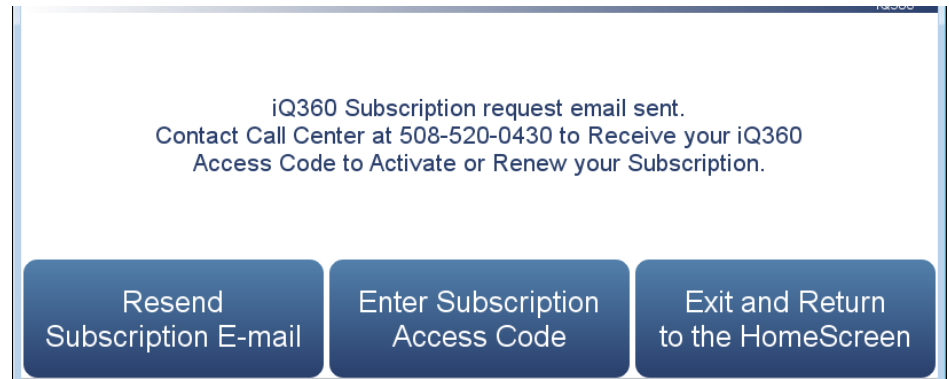 iQ360
iQ360 Subscription request email sent.
Contact Call Center at 508-520-0430 to Receive your iQ360
Access Code to Activate or Renew your Subscription.
Resend
Subscription E-mail
Enter Subscription
Access Code
Exit and Return
to the HomeScreen